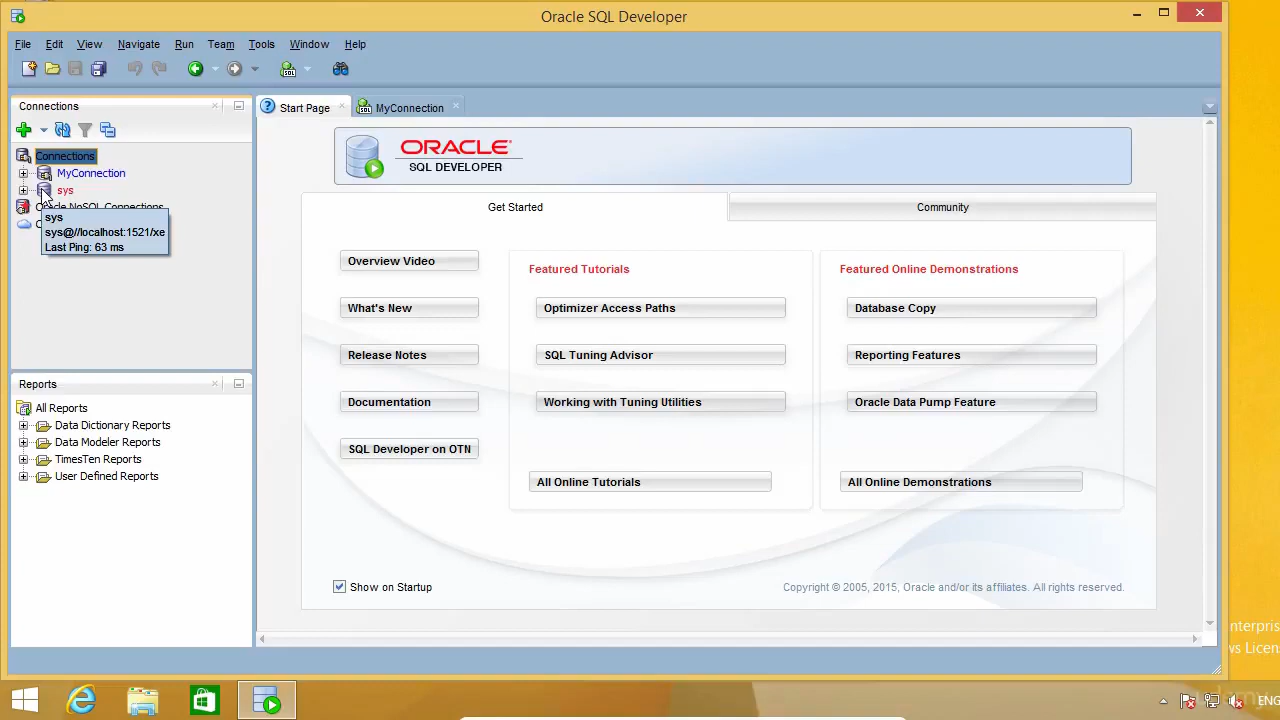 Oracle SQL Developer
File Edit View Navigate Run Team Tools Window Help
Connections
Start Page
MyConnection
Connections
MyConnection
sys
Oracle NoSQL Connections
sys
sys@//localhost:1521/xe
Last Ping: 63 ms
ORACLE
SQL DEVELOPER
Get Started
Community
Overview Video
What's New
Release Notes
Documentation
SQL Developer on OTN
Featured Tutorials
Optimizer Access Paths
SQL Tuning Advisor
Working with Tuning Utilities
All Online Tutorials
Featured Online Demonstrations
Database Copy
Reporting Features
Oracle Data Pump Feature
All Online Demonstrations
Show on Startup
Copyright © 2005, 2015, Oracle and/or its affiliates. All rights reserved.
Reports
All Reports
Data Dictionary Reports
Data Modeler Reports
TimesTen Reports
User Defined Reports
ENG